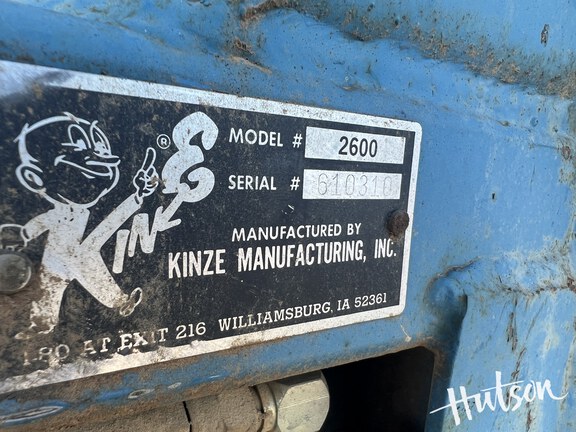 MODEL # 2600
SERIAL # 610310
KINZE ®
MANUFACTURED BY
KINZE MANUFACTURING, INC.
I-80 AT EXIT 216 WILLIAMSBURG, IA 52361
Hutson